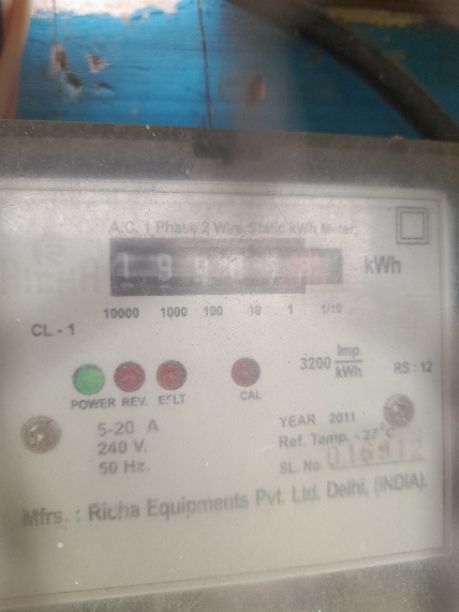 A.C. 1 Phase 2 Wire Static kWh Meter,
kWh
10000 1000 100 10 1 1/10
CL - 1
3200 Imp/kWh
RS : 12
POWER REV. E/FLT CAL
5-20 A
240 V.
50 Hz.
YEAR 2011
Ref. Temp. - 27°C
SL. No.
Mfrs. : Richa Equipments Pvt. Ltd. Delhi, (INDIA).